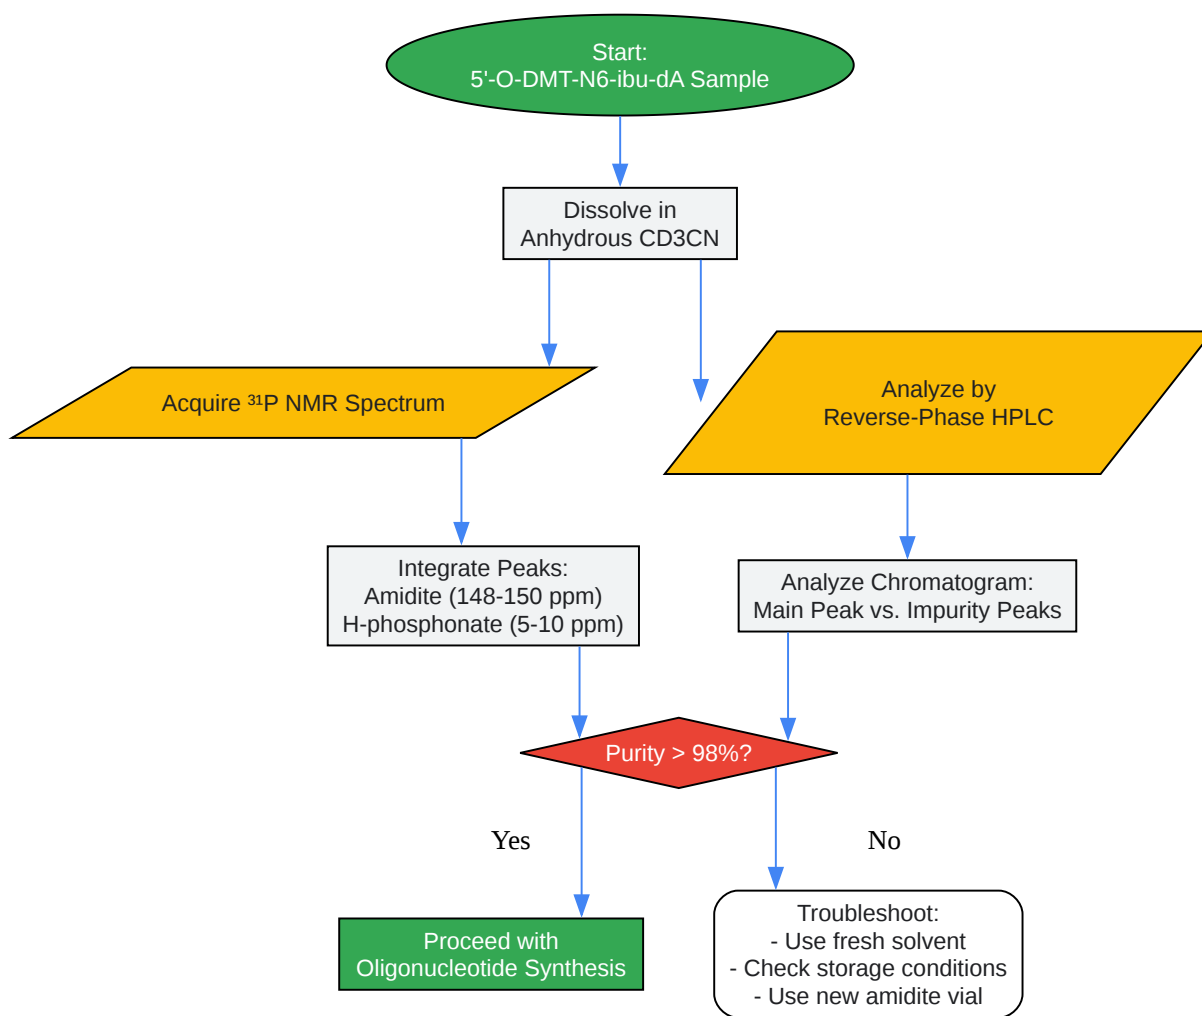 Start:
5'-O-DMT-N6-ibu-dA Sample
Dissolve in
Anhydrous CD3CN
Acquire ³¹P NMR Spectrum
Analyze by
Reverse-Phase HPLC
Integrate Peaks:
Amidite (148-150 ppm)
H-phosphonate (5-10 ppm)
Analyze Chromatogram:
Main Peak vs. Impurity Peaks
Purity > 98%?
Yes
No
Proceed with
Oligonucleotide Synthesis
Troubleshoot:
- Use fresh solvent
- Check storage conditions
- Use new amidite vial